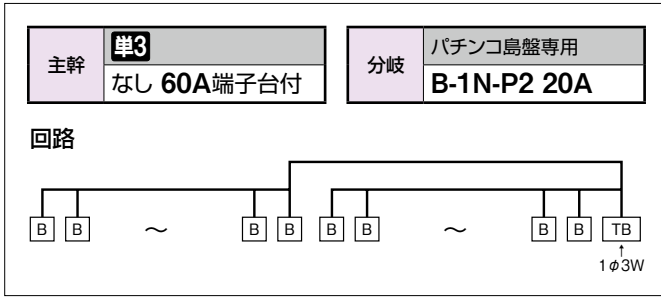 主幹
単3
なし 60A端子台付
分岐
パチンコ島盤専用
B-1N-P2 20A
回路
B B ～ B B B B ～ B B TB
↑
1φ3W